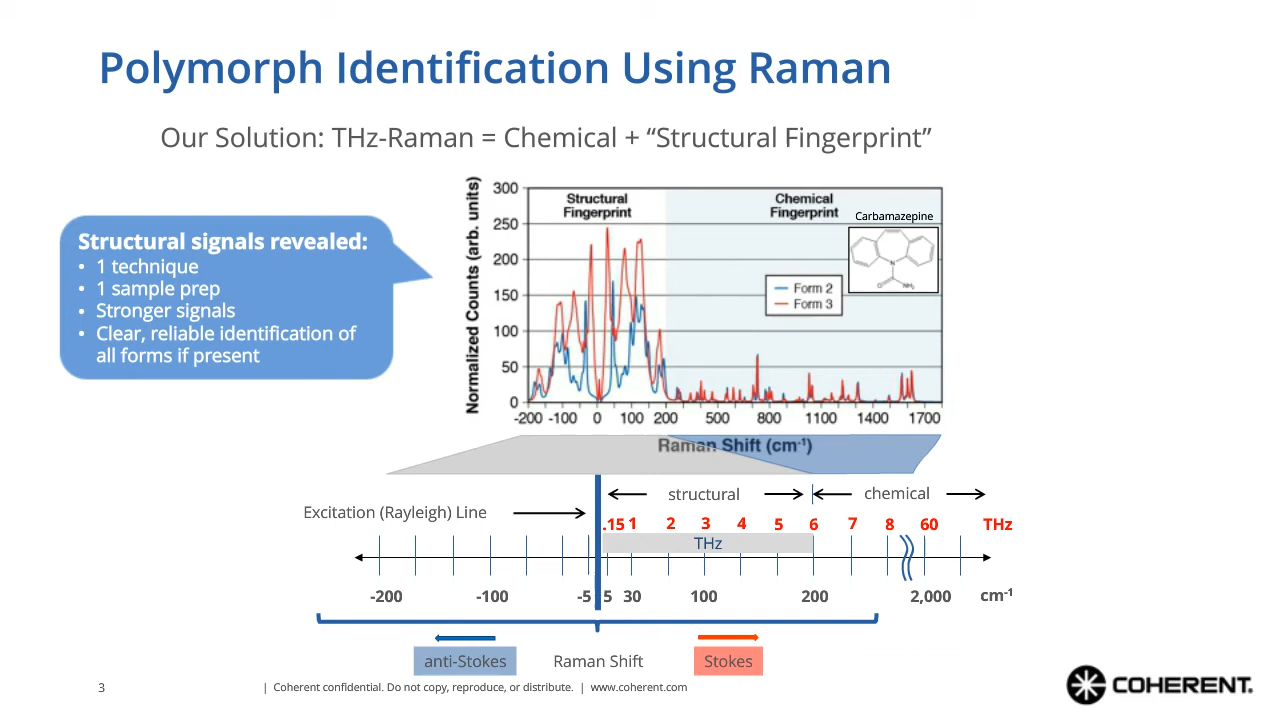 Polymorph Identification Using Raman
Our Solution: THz-Raman = Chemical + “Structural Fingerprint”
Structural signals revealed:
• 1 technique
• 1 sample prep
• Stronger signals
• Clear, reliable identification of
all forms if present
Normalized Counts (arb. units)
300
250
200
150
100
50
0
Structural
Fingerprint
Chemical
Fingerprint
Carbamazepine
N
O
NH₂
Form 2
Form 3
-200 -100 0 100 200 500 800 1100 1400 1700
Raman Shift (cm⁻¹)
structural
chemical
Excitation (Rayleigh) Line
.15 1 2 3 4 5 6 7 8 60 THz
THz
-200 -100 -5 5 30 100 200 2,000 cm⁻¹
anti-Stokes
Raman Shift
Stokes
3
| Coherent confidential. Do not copy, reproduce, or distribute. | www.coherent.com
COHERENT.